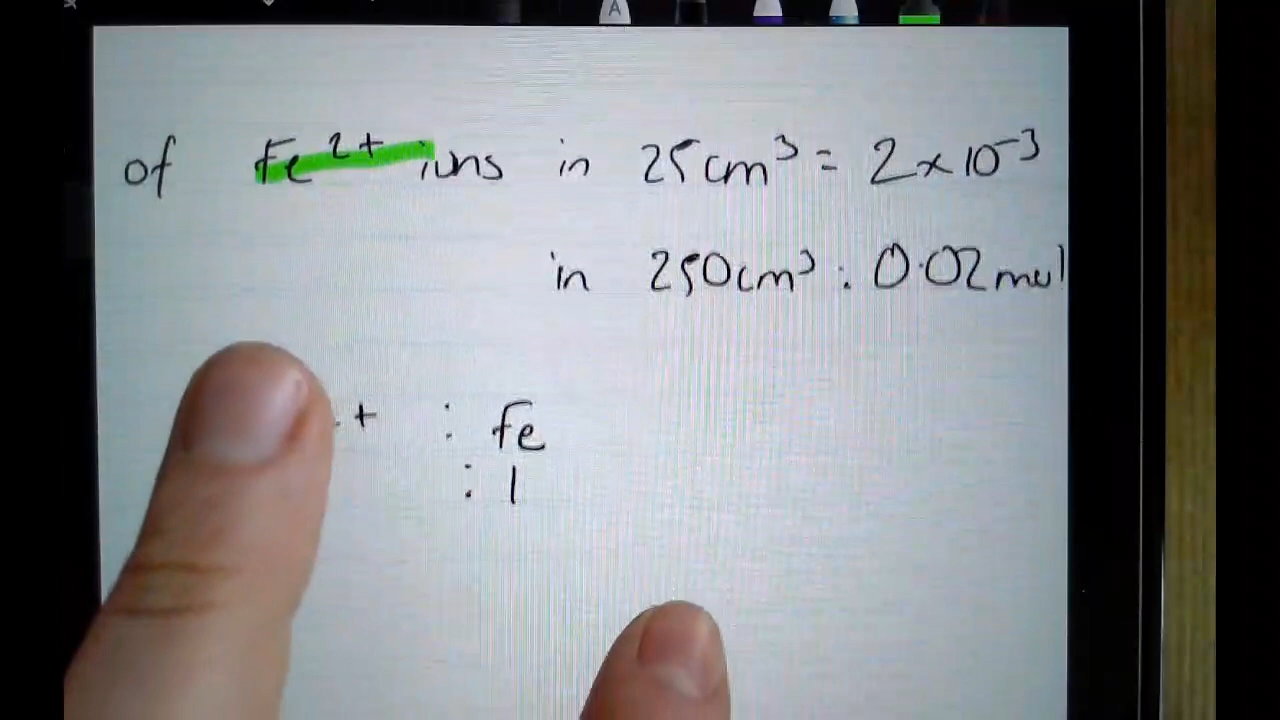 A
of Fe²⁺ ions in 25cm³ = 2×10⁻³
in 250cm³ : 0.02mol
+ : Fe
: 1